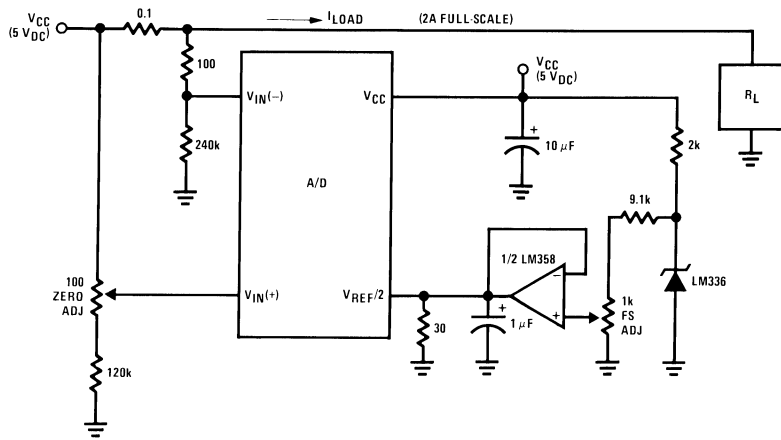 VCC
(5 VDC)
0.1
ILOAD
(2A FULL-SCALE)
100
VIN(−)
240k
A/D
VCC
VCC
(5 VDC)
+
10 µF
RL
2k
9.1k
1/2 LM358
−
+
LM336
1k
FS
ADJ
100
ZERO
ADJ
VIN(+)
VREF/2
30
+
1 µF
120k